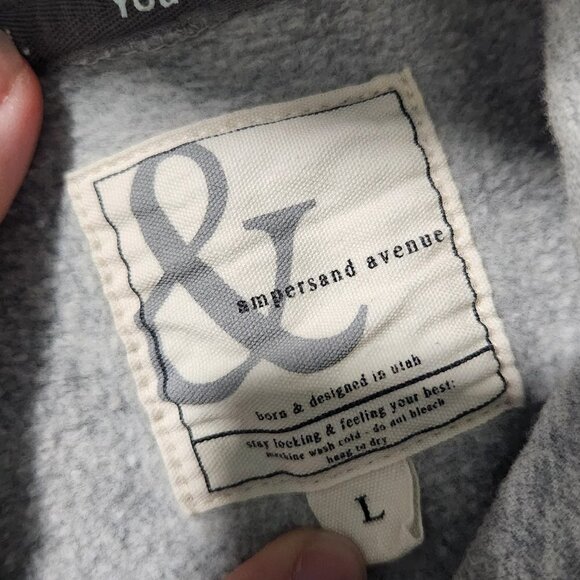 YOU
&
ampersand avenue
born & designed in utah
stay looking & feeling your best:
machine wash cold - do not bleach
hang to dry
L